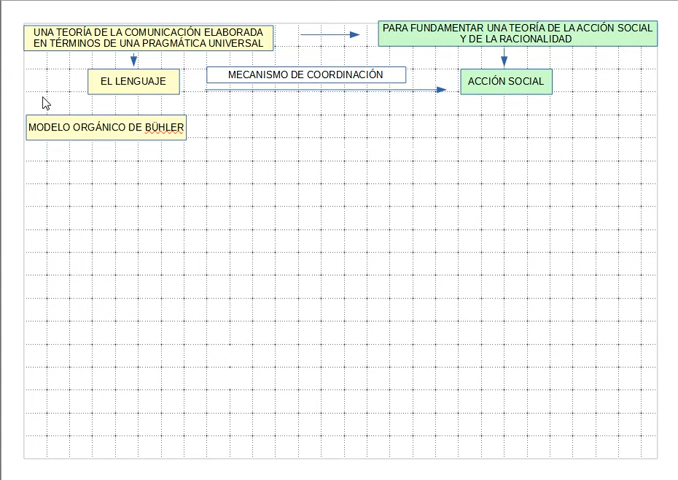 UNA TEORÍA DE LA COMUNICACIÓN ELABORADA
EN TÉRMINOS DE UNA PRAGMÁTICA UNIVERSAL
PARA FUNDAMENTAR UNA TEORÍA DE LA ACCIÓN SOCIAL
Y DE LA RACIONALIDAD
EL LENGUAJE
MECANISMO DE COORDINACIÓN
ACCIÓN SOCIAL
MODELO ORGÁNICO DE BÜHLER